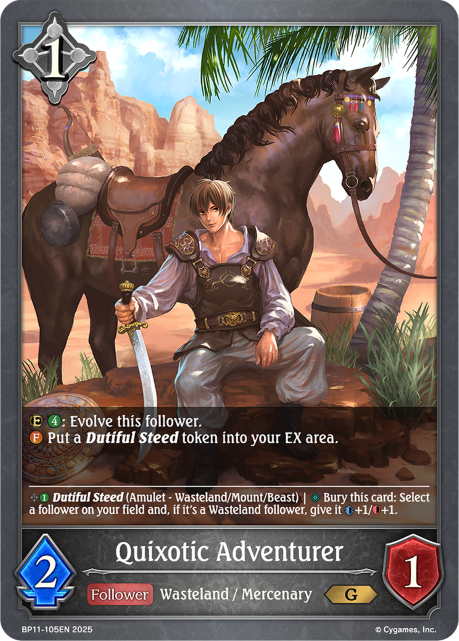 1
E 4: Evolve this follower.
F Put a Dutiful Steed token into your EX area.
1 Dutiful Steed (Amulet - Wasteland/Mount/Beast) | Bury this card: Select
a follower on your field and, if it's a Wasteland follower, give it +1/+1.
Quixotic Adventurer
2
Follower Wasteland / Mercenary G
1
BP11-105EN 2025 © Cygames, Inc.